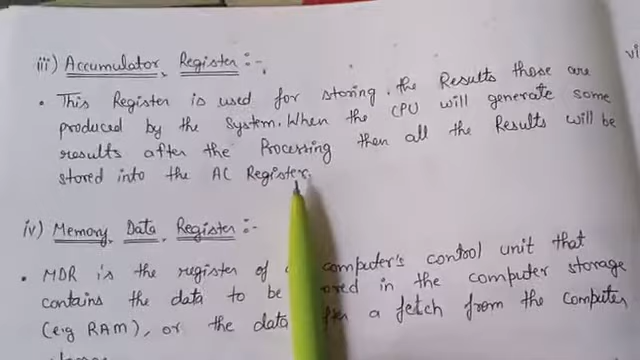 iii) Accumulator Register :-
• This Register is used for storing the Results those are
produced by the System. When the CPU will generate some
results after the Processing then all the Results will be
stored into the AC Register.
iv) Memory Data Register :-
• MDR is the register of a computer's control unit that
contains the data to be in the computer storage
(e.g RAM), or the data a fetch from the computer
vi